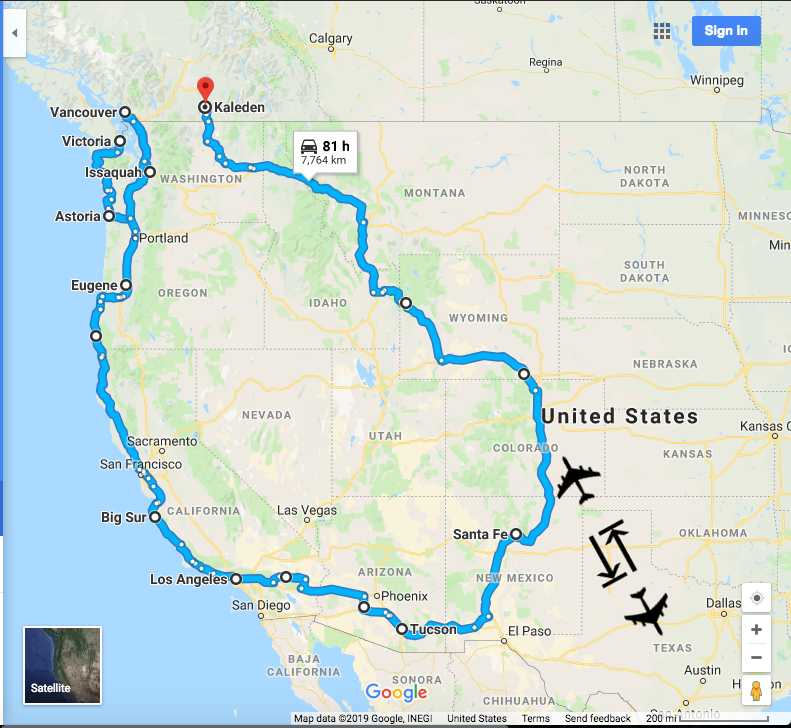 Saskatoon
Calgary
Sign in
Regina
Winnipeg
Vancouver
Kaleden
Victoria
81 h
7,764 km
Issaquah
WASHINGTON
MONTANA
NORTH
DAKOTA
Astoria
MINNESO
Portland
Min
SOUTH
DAKOTA
Eugene
OREGON
IDAHO
WYOMING
NEBRASKA
United States
NEVADA
Kansas C
Sacramento
UTAH
COLORADO
KANSAS
San Francisco
Las Vegas
CALIFORNIA
Big Sur
Santa Fe
OKLAHOMA
Los Angeles
ARIZONA
NEW MEXICO
Phoenix
San Diego
Dallas
Tucson
El Paso
TEXAS
BAJA
CALIFORNIA
Austin
SONORA
Satellite
Google
CHIHUAHUA
San Antonio
Map data ©2019 Google, INEGI United States Terms Send feedback 200 mi